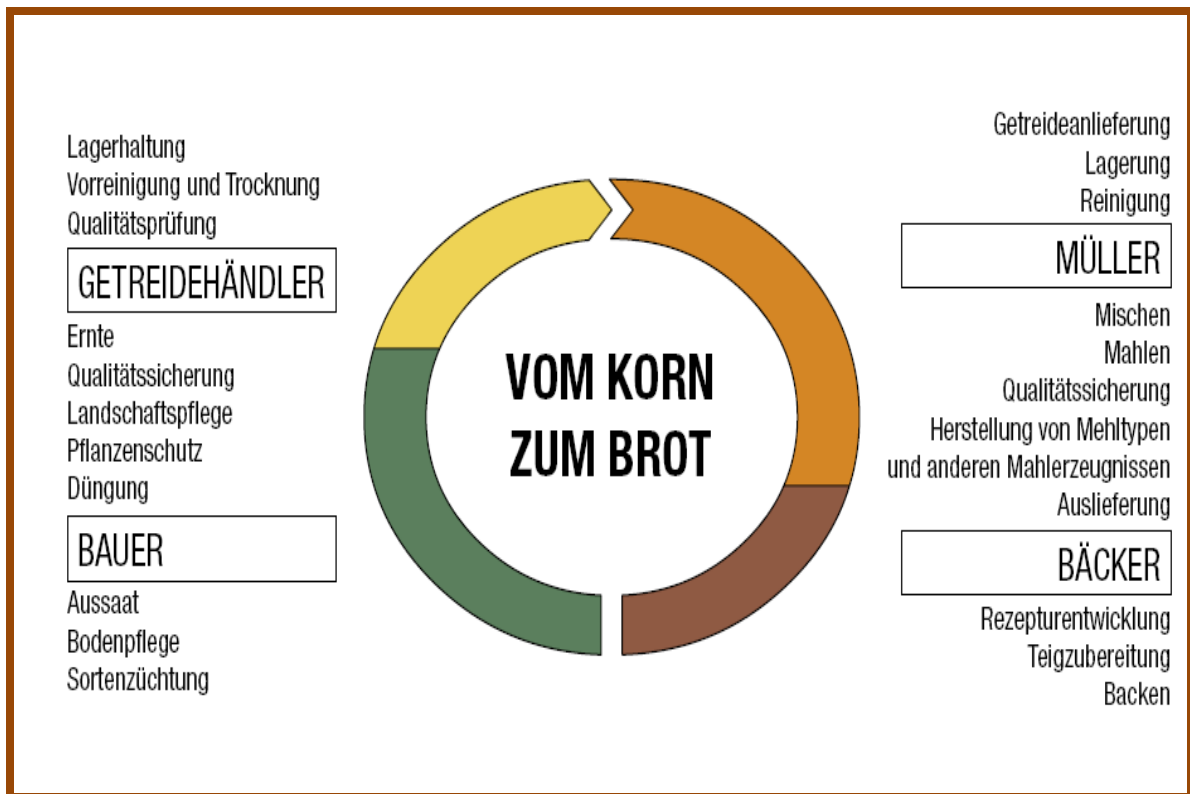 Lagerhaltung
Vorreinigung und Trocknung
Qualitätsprüfung
GETREIDEHÄNDLER
Ernte
Qualitätssicherung
Landschaftspflege
Pflanzenschutz
Düngung
BAUER
Aussaat
Bodenpflege
Sortenzüchtung
VOM KORN
ZUM BROT
Getreideanlieferung
Lagerung
Reinigung
MÜLLER
Mischen
Mahlen
Qualitätssicherung
Herstellung von Mehltypen
und anderen Mahlerzeugnissen
Auslieferung
BÄCKER
Rezepturentwicklung
Teigzubereitung
Backen